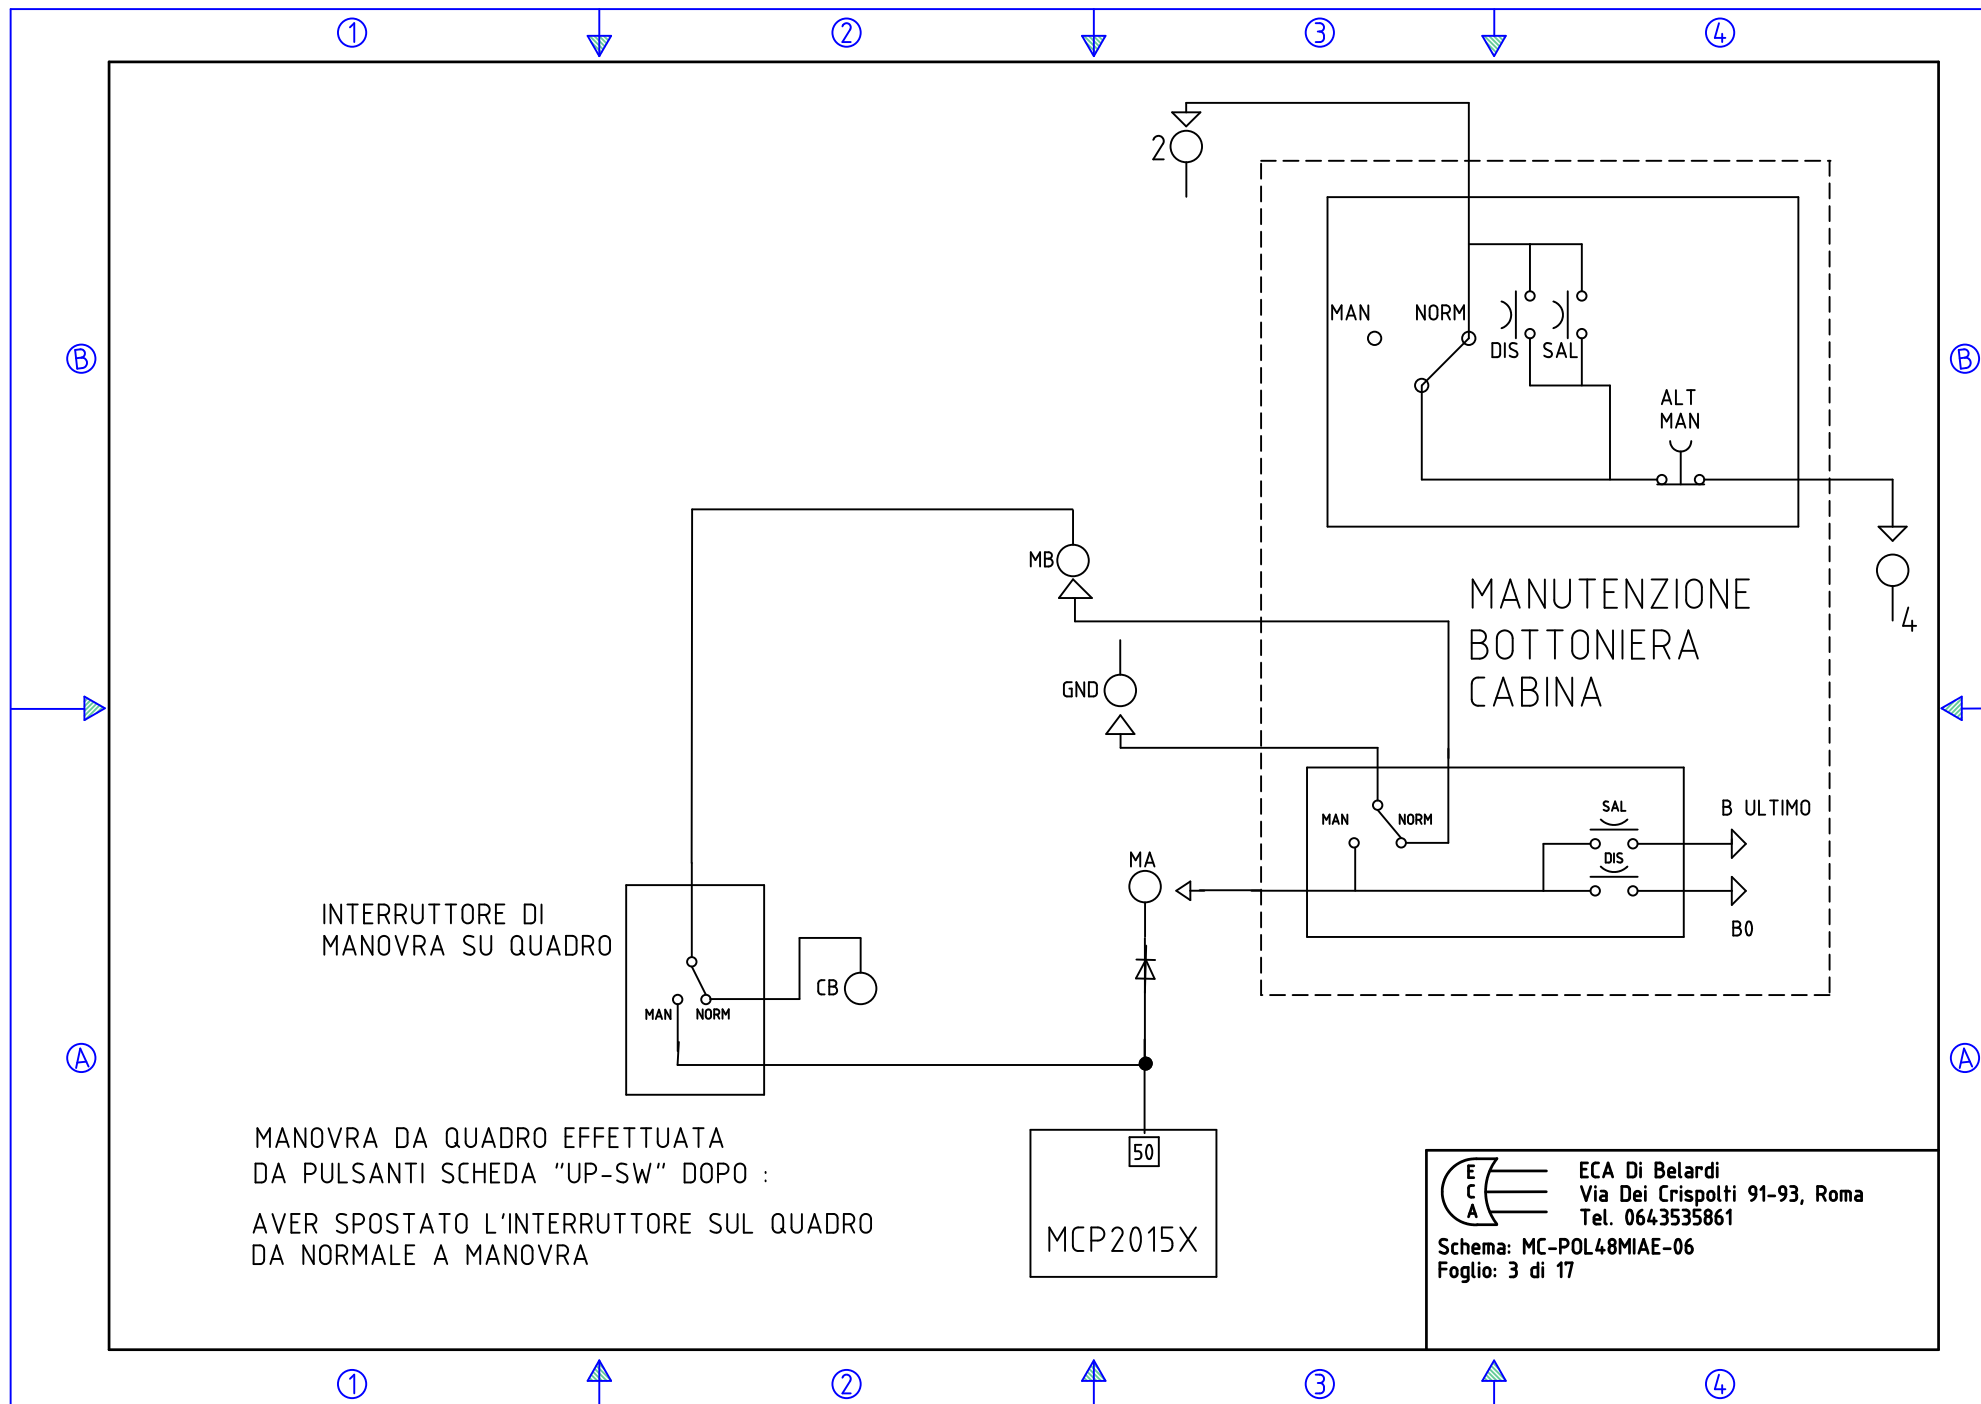 1
2
3
4
2
MAN
NORM
DIS
SAL
B
B
ALT
MAN
MB
MANUTENZIONE
BOTTONIERA
CABINA
4
GND
SAL
B ULTIMO
MAN
NORM
DIS
MA
B0
INTERRUTTORE DI
MANOVRA SU QUADRO
CB
MAN
NORM
A
A
MANOVRA DA QUADRO EFFETTUATA
DA PULSANTI SCHEDA "UP-SW" DOPO :
AVER SPOSTATO L'INTERRUTTORE SUL QUADRO
DA NORMALE A MANOVRA
50
MCP2015X
E
C
A
ECA Di Belardi
Via Dei Crispolti 91-93, Roma
Tel. 0643535861
Schema: MC-POL48MIAE-06
Foglio: 3 di 17
1
2
3
4